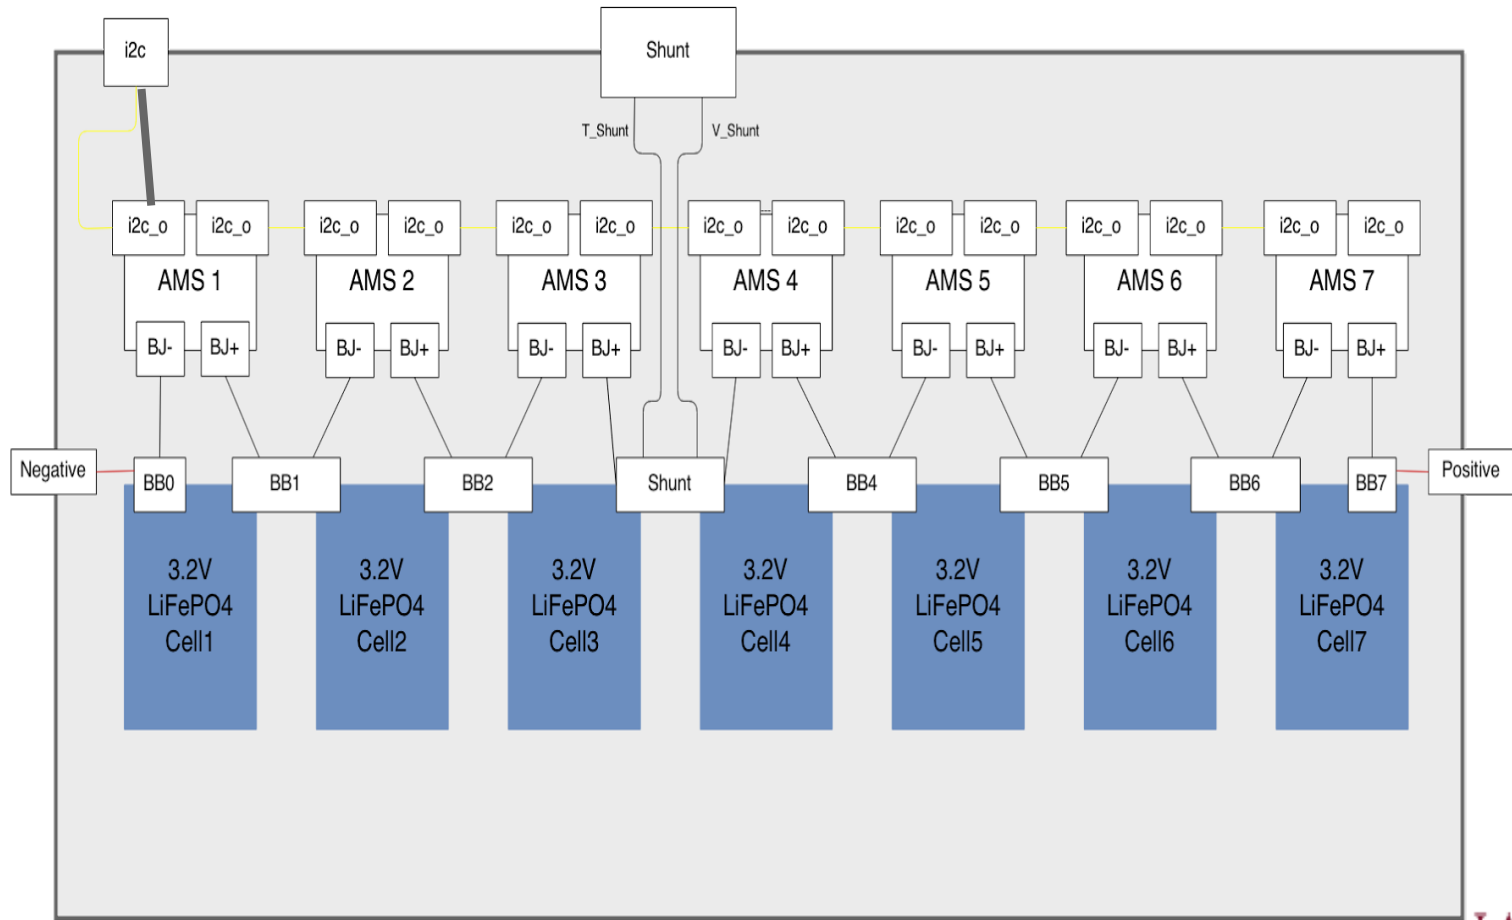 i2c
Shunt
T_Shunt
V_Shunt
i2c_o
i2c_o
i2c_o
i2c_o
i2c_o
i2c_o
i2c_o
i2c_o
i2c_o
i2c_o
i2c_o
i2c_o
i2c_o
i2c_o
AMS 1
AMS 2
AMS 3
AMS 4
AMS 5
AMS 6
AMS 7
BJ-
BJ+
BJ-
BJ+
BJ-
BJ+
BJ-
BJ+
BJ-
BJ+
BJ-
BJ+
BJ-
BJ+
Negative
BB0
BB1
BB2
Shunt
BB4
BB5
BB6
BB7
Positive
3.2V
LiFePO4
Cell1
3.2V
LiFePO4
Cell2
3.2V
LiFePO4
Cell3
3.2V
LiFePO4
Cell4
3.2V
LiFePO4
Cell5
3.2V
LiFePO4
Cell6
3.2V
LiFePO4
Cell7